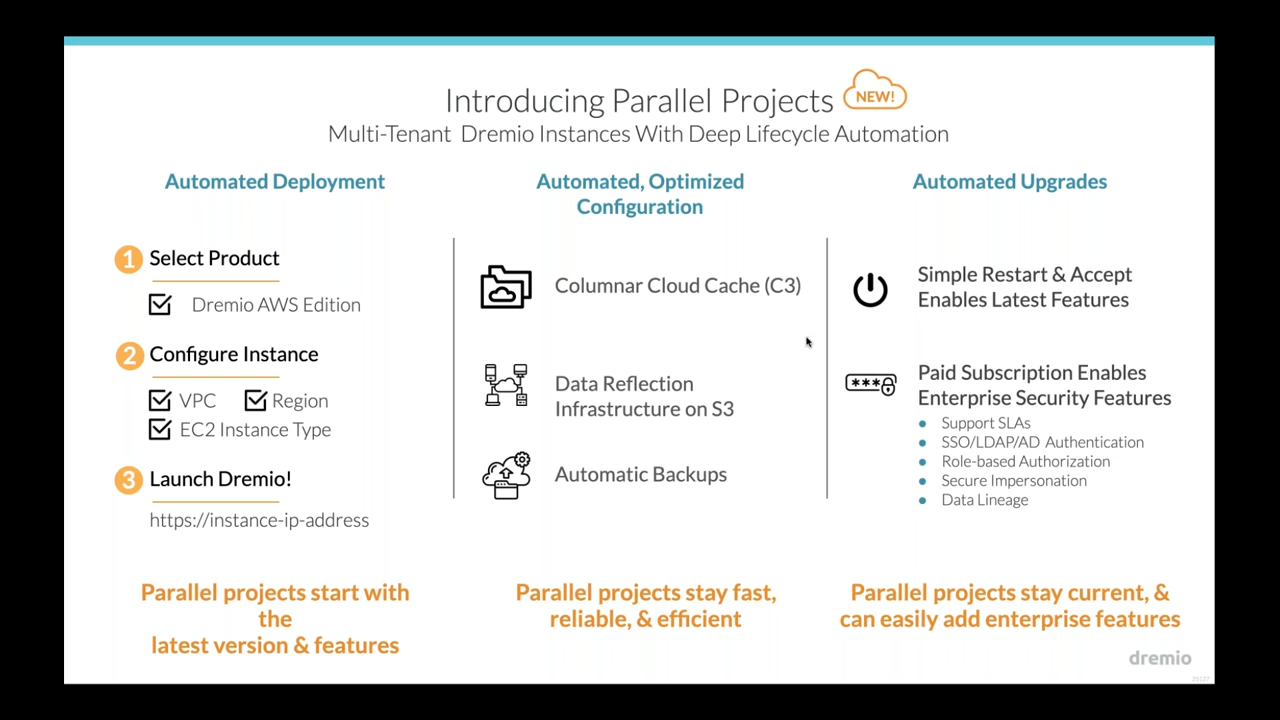 Introducing Parallel Projects
NEW!
Multi-Tenant Dremio Instances With Deep Lifecycle Automation
Automated Deployment
1 Select Product
Dremio AWS Edition
2 Configure Instance
VPC Region
EC2 Instance Type
3 Launch Dremio!
https://instance-ip-address
Parallel projects start with
the
latest version & features
Automated, Optimized
Configuration
Columnar Cloud Cache (C3)
Data Reflection
Infrastructure on S3
Automatic Backups
Parallel projects stay fast,
reliable, & efficient
Automated Upgrades
Simple Restart & Accept
Enables Latest Features
***
Paid Subscription Enables
Enterprise Security Features
• Support SLAs
• SSO/LDAP/AD Authentication
• Role-based Authorization
• Secure Impersonation
• Data Lineage
Parallel projects stay current, &
can easily add enterprise features
dremio